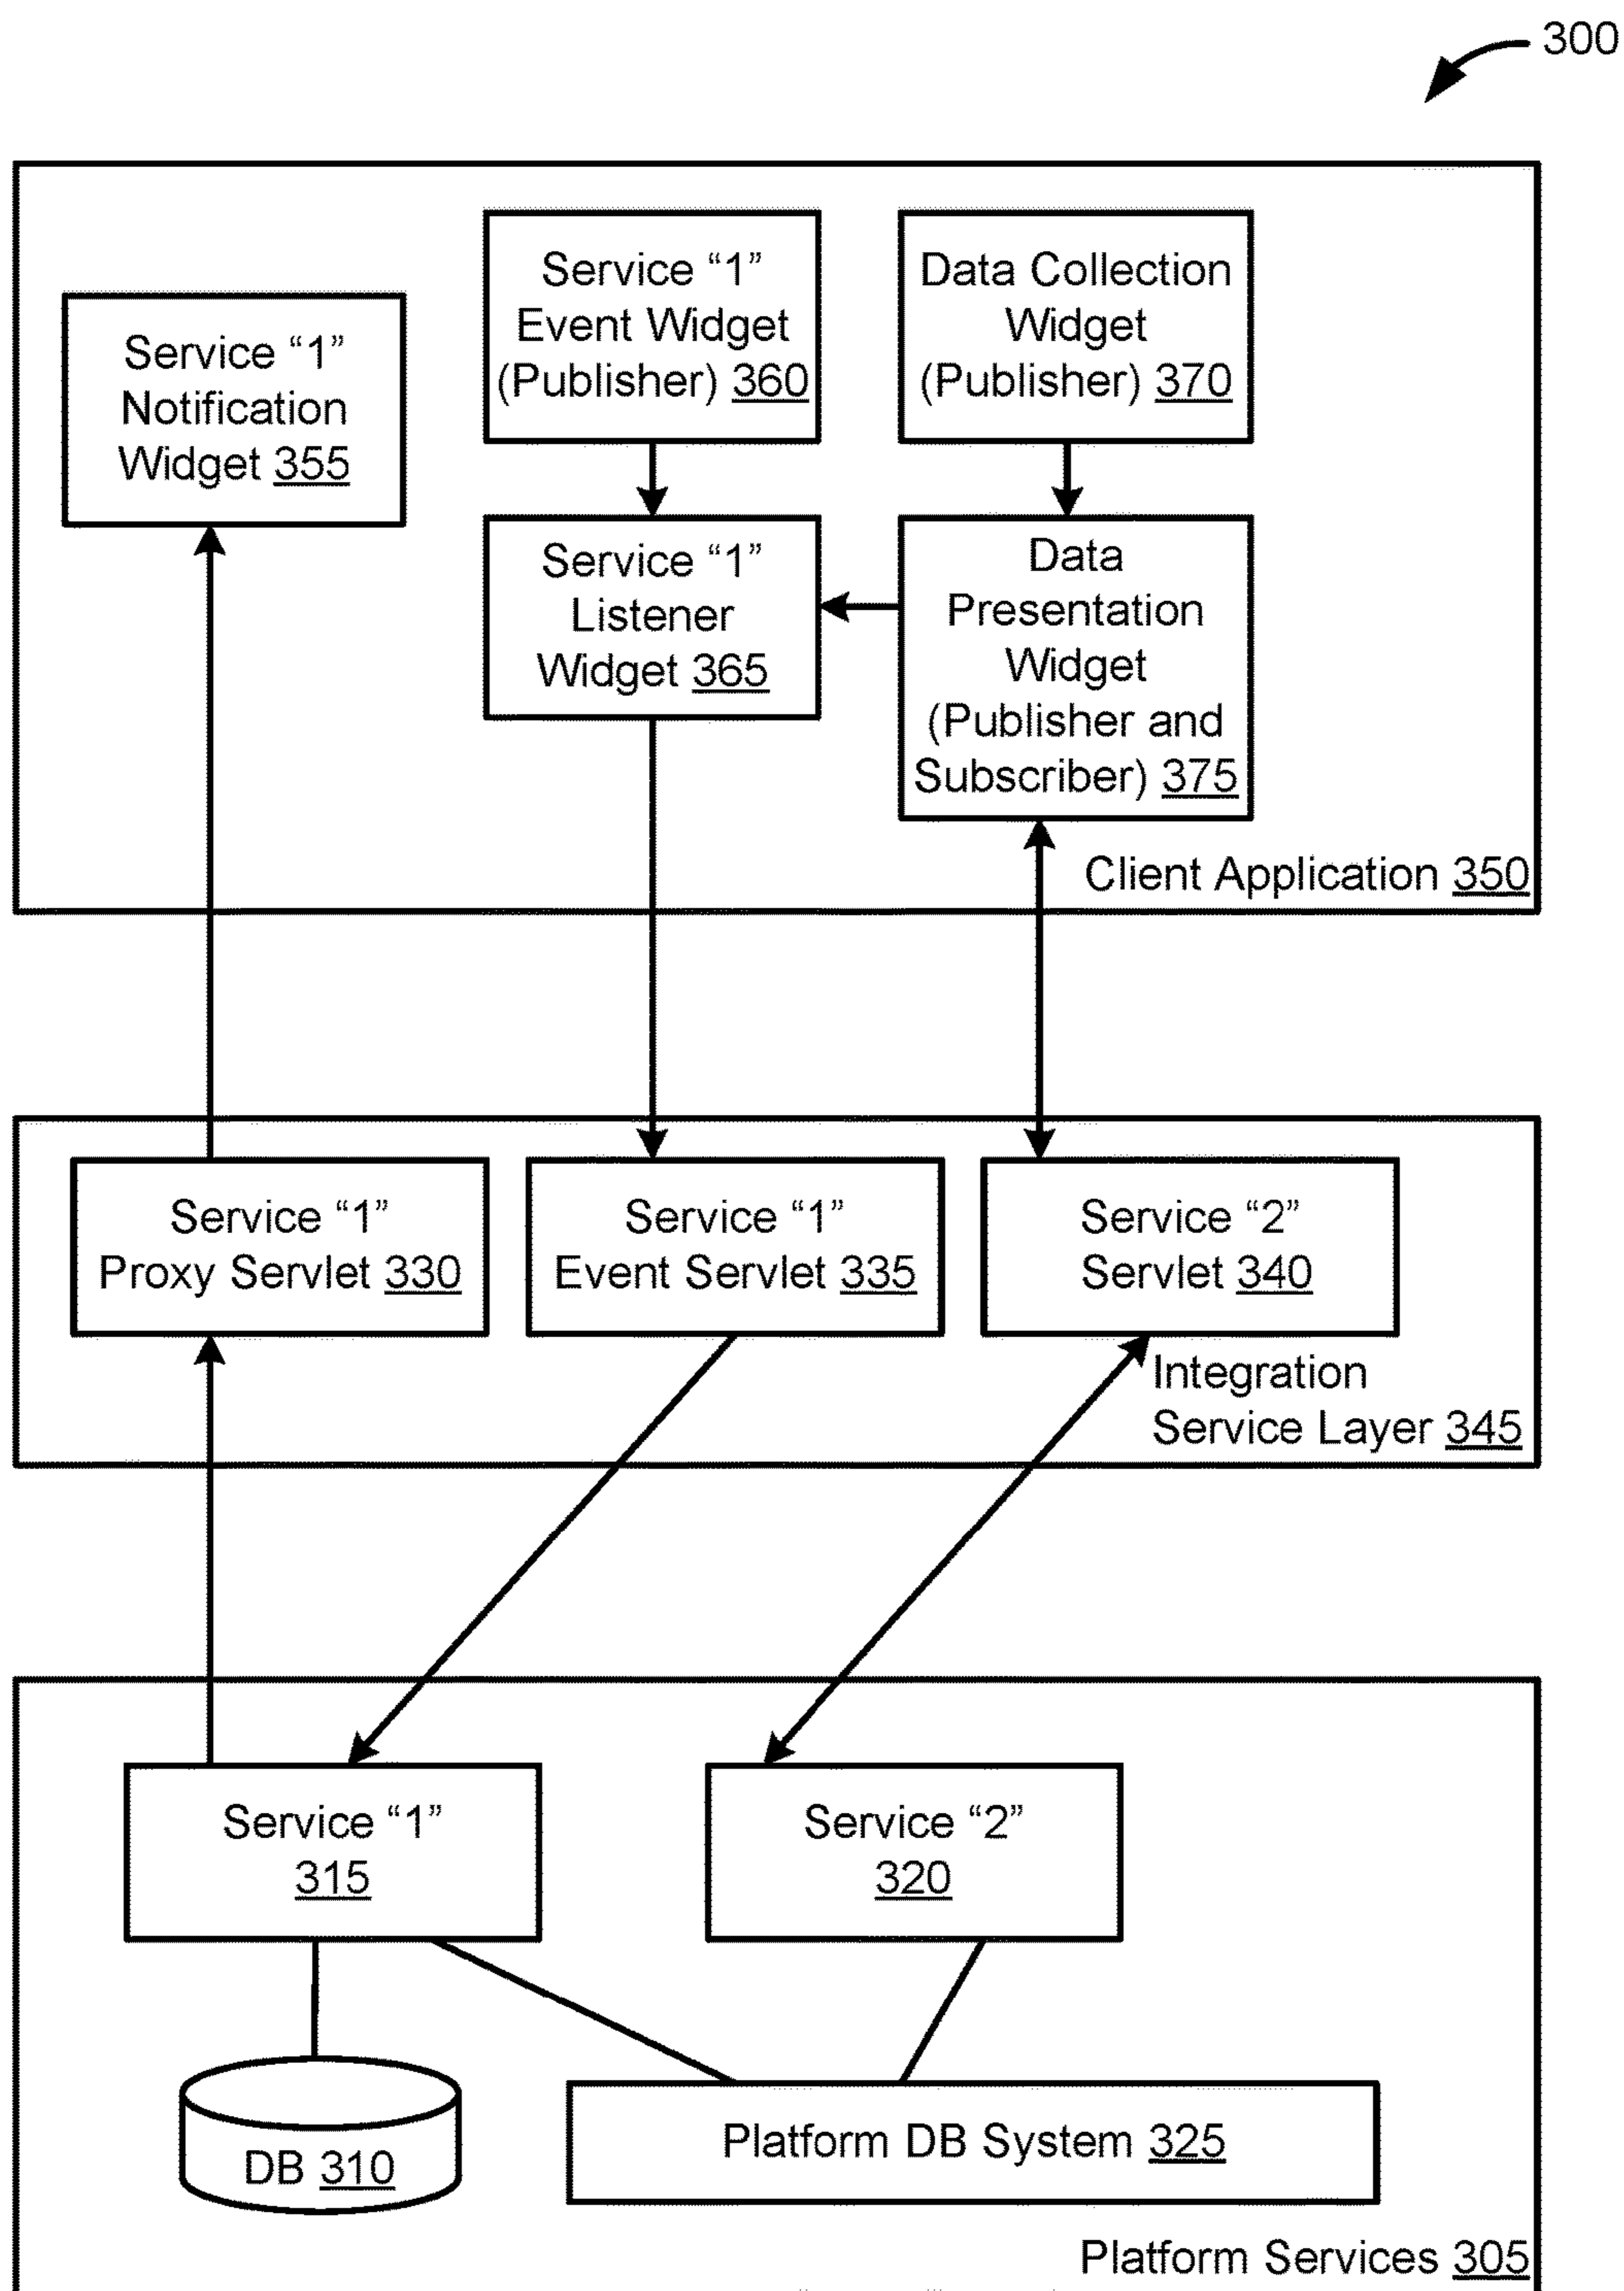 300
Service “1”
Notification
Widget 355
Service “1”
Event Widget
(Publisher) 360
Data Collection
Widget
(Publisher) 370
Service “1”
Listener
Widget 365
Data
Presentation
Widget
(Publisher and
Subscriber) 375
Client Application 350
Service “1”
Proxy Servlet 330
Service “1”
Event Servlet 335
Service “2”
Servlet 340
Integration
Service Layer 345
Service “1”
315
Service “2”
320
DB 310
Platform DB System 325
Platform Services 305